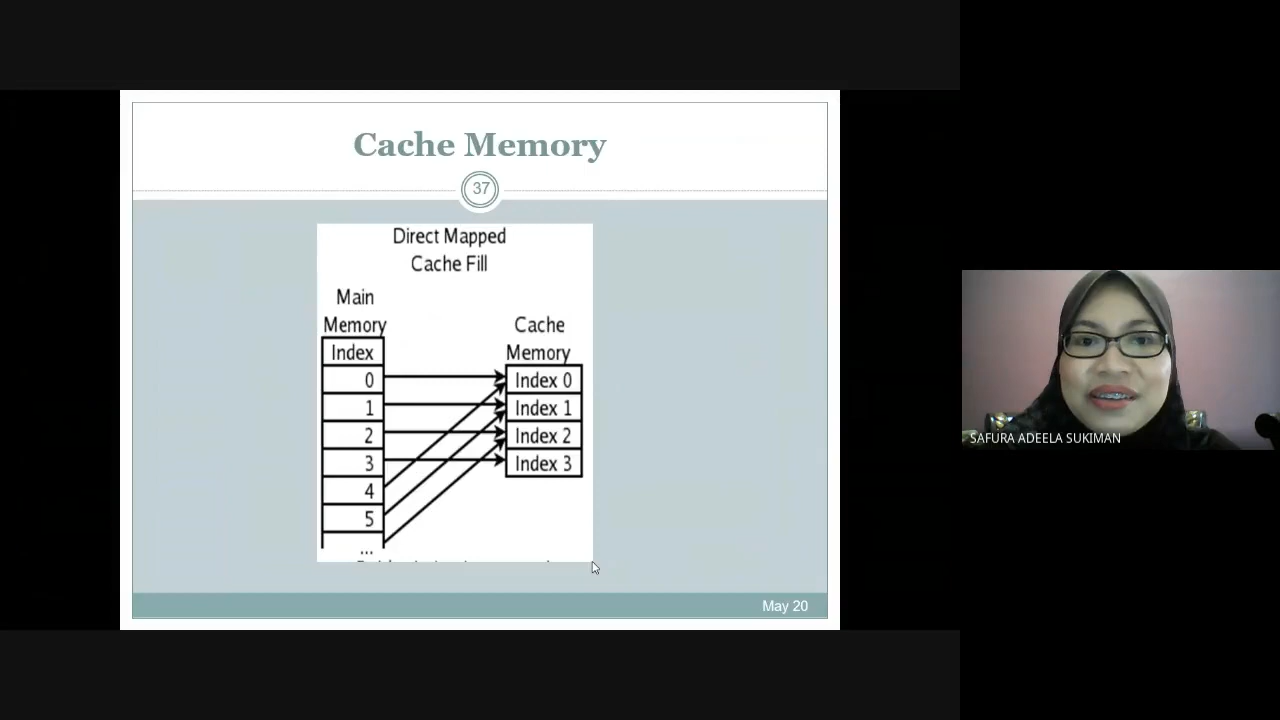 Cache Memory
37
Direct Mapped
Cache Fill
Main
Memory
Index
0
1
2
3
4
5
...
Cache
Memory
Index 0
Index 1
Index 2
Index 3
May 20
SAFURA ADEELA SUKIMAN